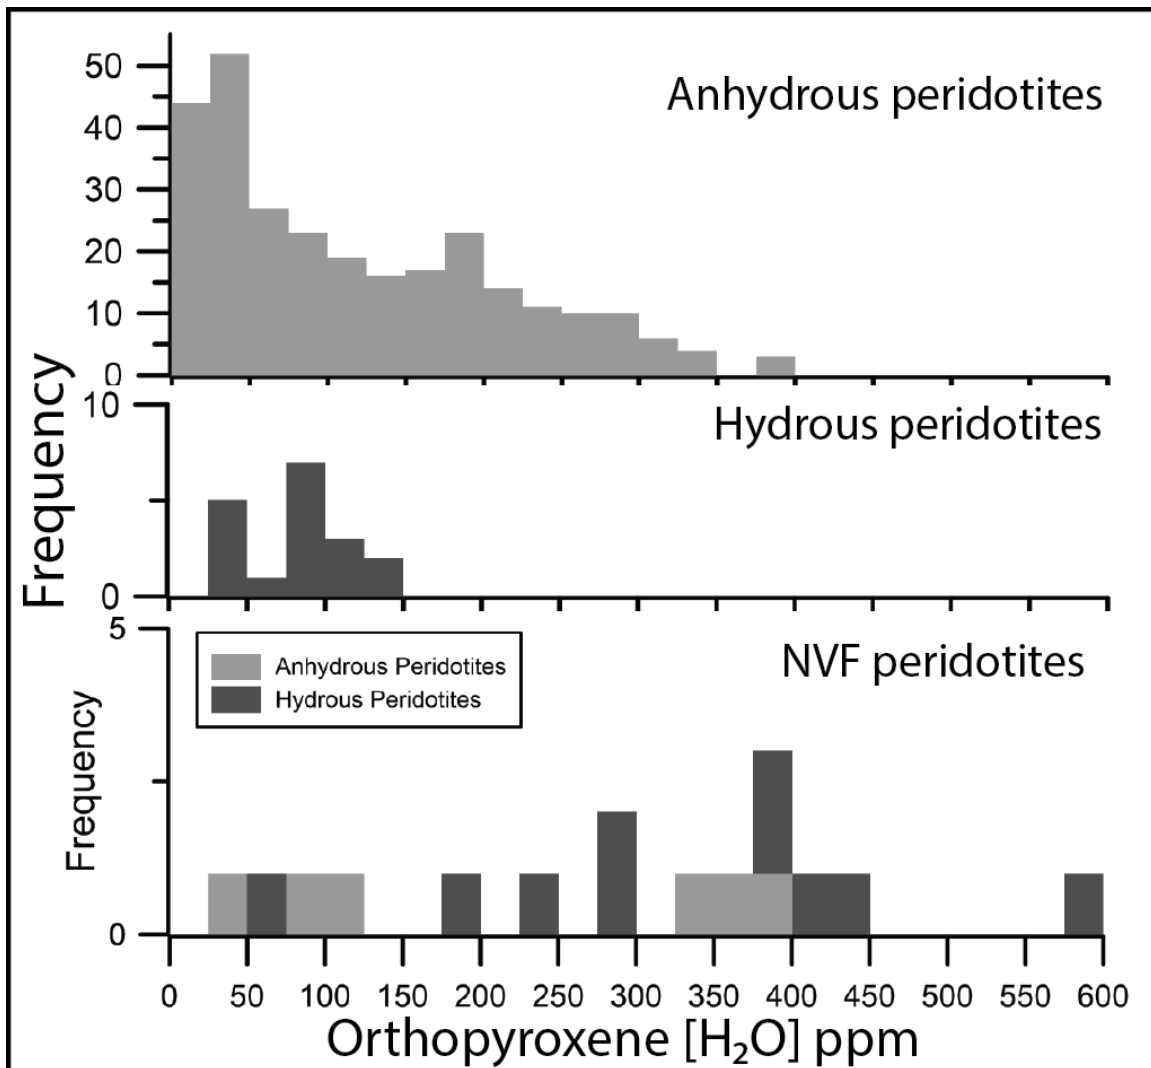 50
40
30
20
10
0
Anhydrous peridotites
10
0
Hydrous peridotites
Frequency
5
0
Anhydrous Peridotites
Hydrous Peridotites
NVF peridotites
Frequency
0 50 100 150 200 250 300 350 400 450 500 550 600
Orthopyroxene [H₂O] ppm